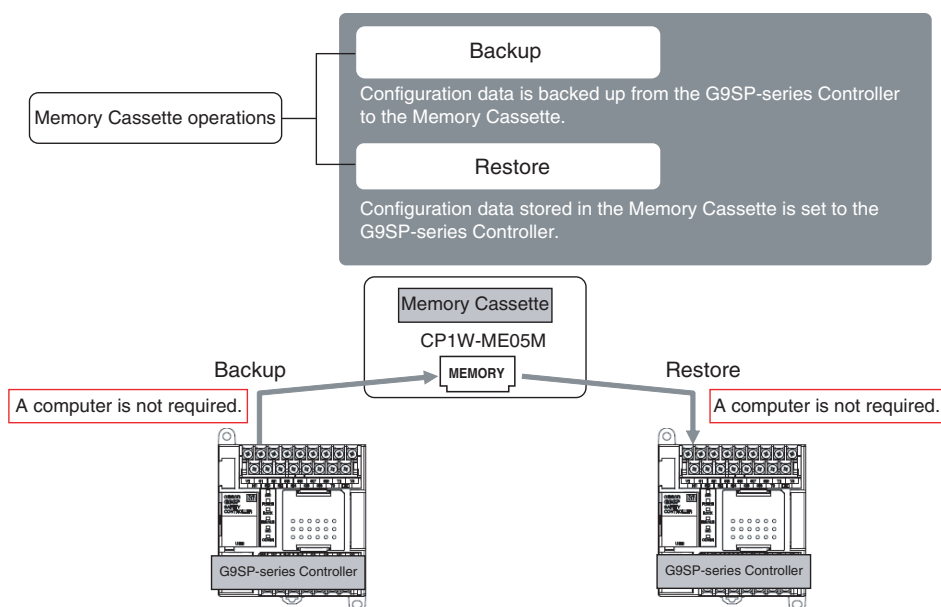 Backup
Configuration data is backed up from the G9SP-series Controller
to the Memory Cassette.
Memory Cassette operations
Restore
Configuration data stored in the Memory Cassette is set to the
G9SP-series Controller.
Memory Cassette
CP1W-ME05M
MEMORY
Backup
Restore
A computer is not required.
A computer is not required.
G9SP-series Controller
G9SP-series Controller